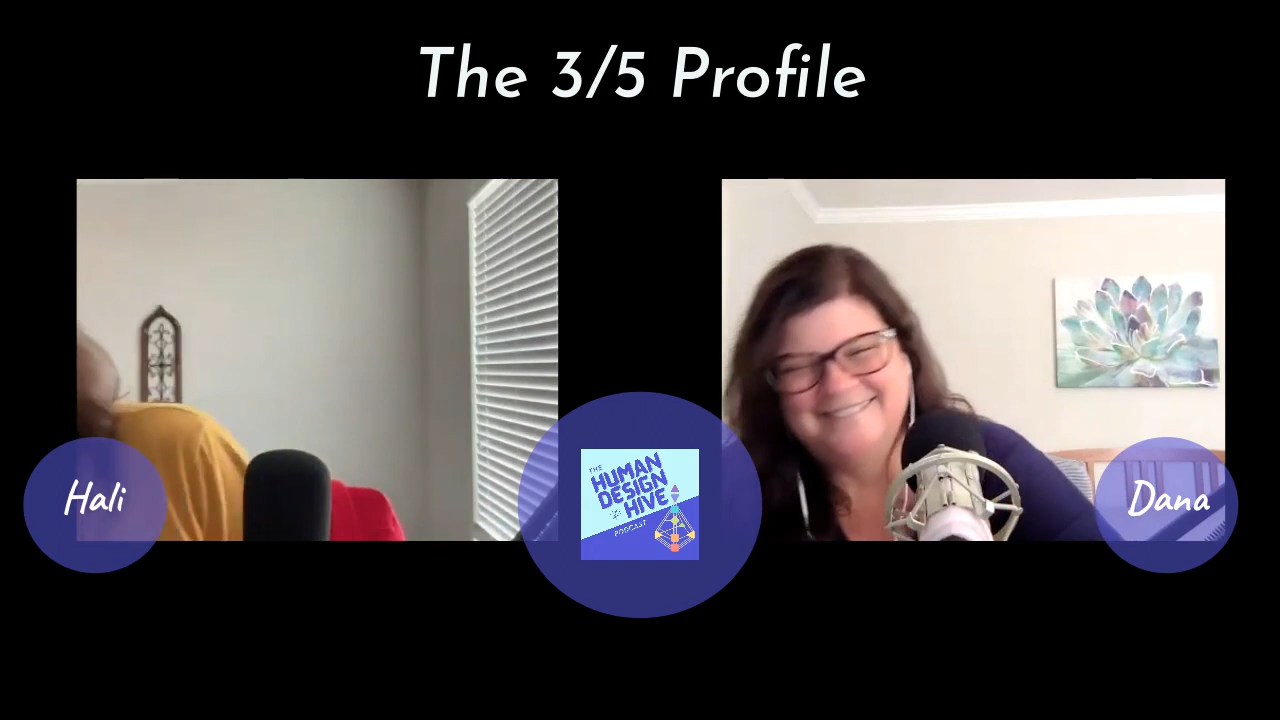 The 3/5 Profile
Hali
THE
HUMAN
DESIGN
HIVE
PODCAST
Dana